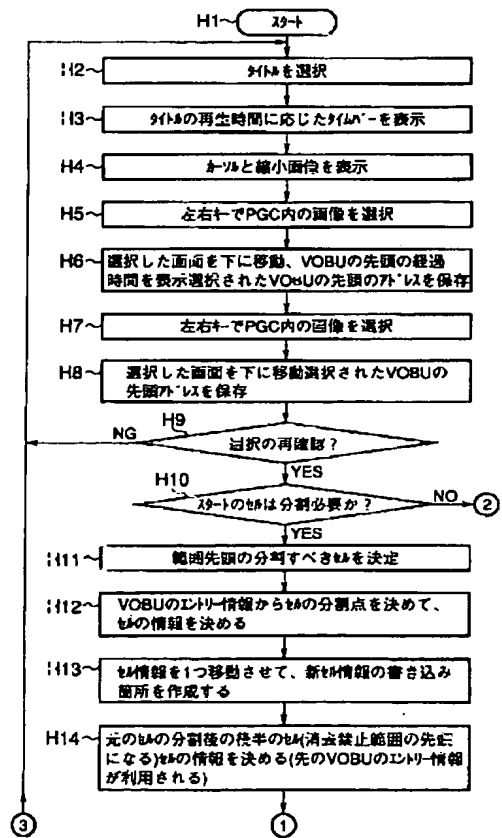 H1 スタート
H2 タイトルを選択
H3 タイトルの再生時間に応じたタイムバーを表示
H4 カーソルと縮小画像を表示
H5 左右キーでPGC内の画像を選択
H6 選択した画面を下に移動、VOBUの先頭の経過
時間を表示選択されたVOBUの先頭のアドレスを保存
H7 左右キーでPGC内の画像を選択
H8 選択した画面を下に移動選択されたVOBUの
先頭アドレスを保存
H9
NG 選択の再確認?
YES
H10
スタートのセルは分割必要か? NO ②
YES
H11 範囲先頭の分割すべきセルを決定
H12 VOBUのエントリー情報からセルの分割点を決めて、
セルの情報を決める
H13 セル情報を1つ移動させて、新セル情報の書き込み
箇所を作成する
H14 元のセルの分割後の後半のセル(消去禁止範囲の先頭
になる)セルの情報を決める(先のVOBUのエントリー情報
が利用される)
③ ①